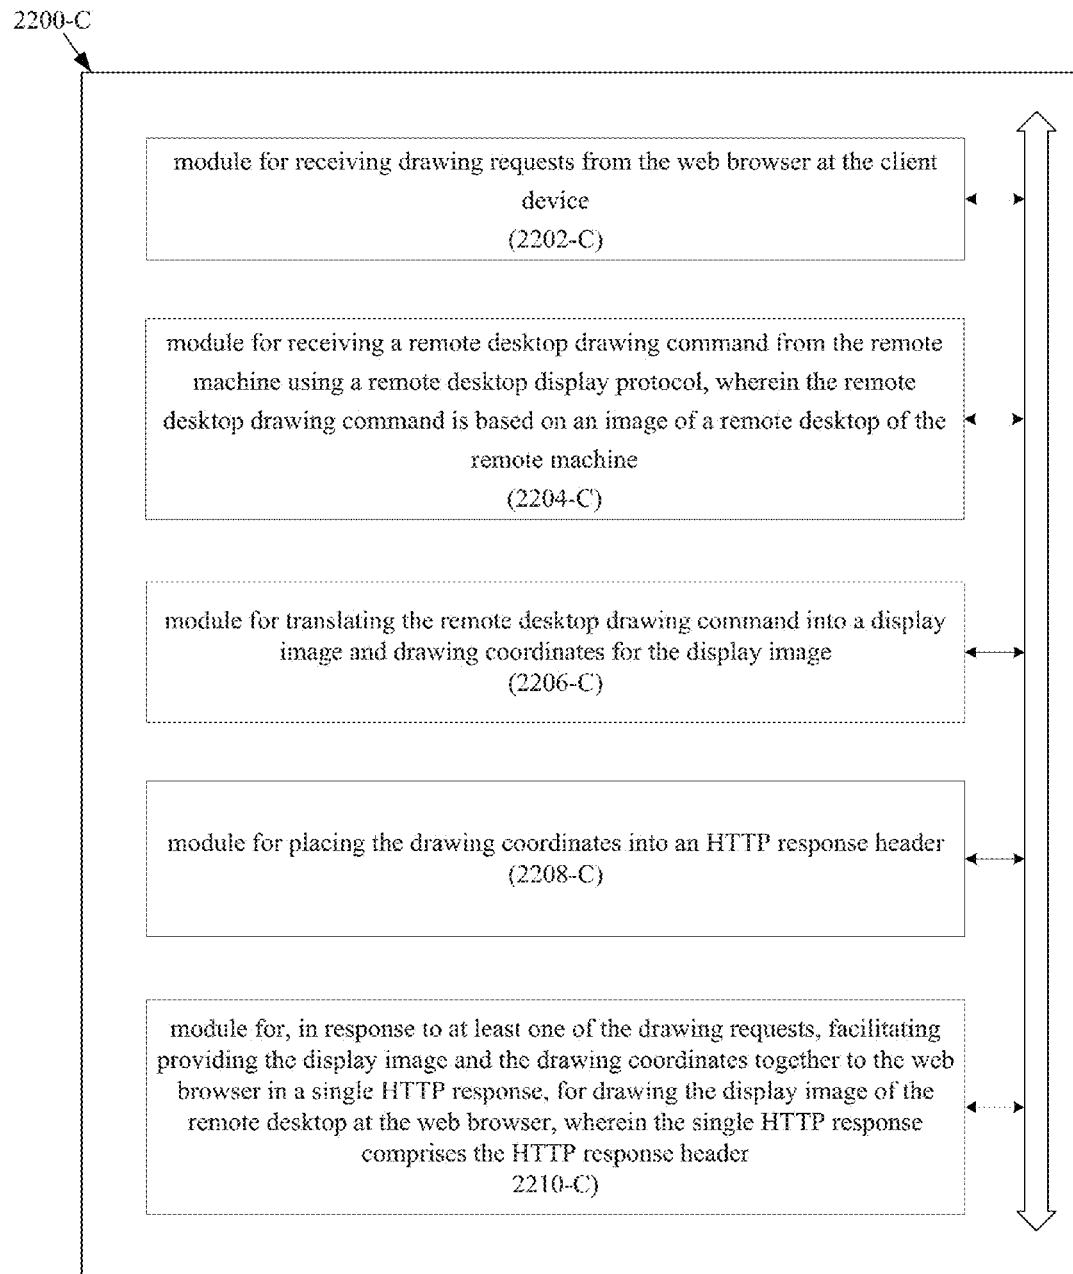 2200-C
module for receiving drawing requests from the web browser at the client
device
(2202-C)
module for receiving a remote desktop drawing command from the remote
machine using a remote desktop display protocol, wherein the remote
desktop drawing command is based on an image of a remote desktop of the
remote machine
(2204-C)
module for translating the remote desktop drawing command into a display
image and drawing coordinates for the display image
(2206-C)
module for placing the drawing coordinates into an HTTP response header
(2208-C)
module for, in response to at least one of the drawing requests, facilitating
providing the display image and the drawing coordinates together to the web
browser in a single HTTP response, for drawing the display image of the
remote desktop at the web browser, wherein the single HTTP response
comprises the HTTP response header
2210-C)